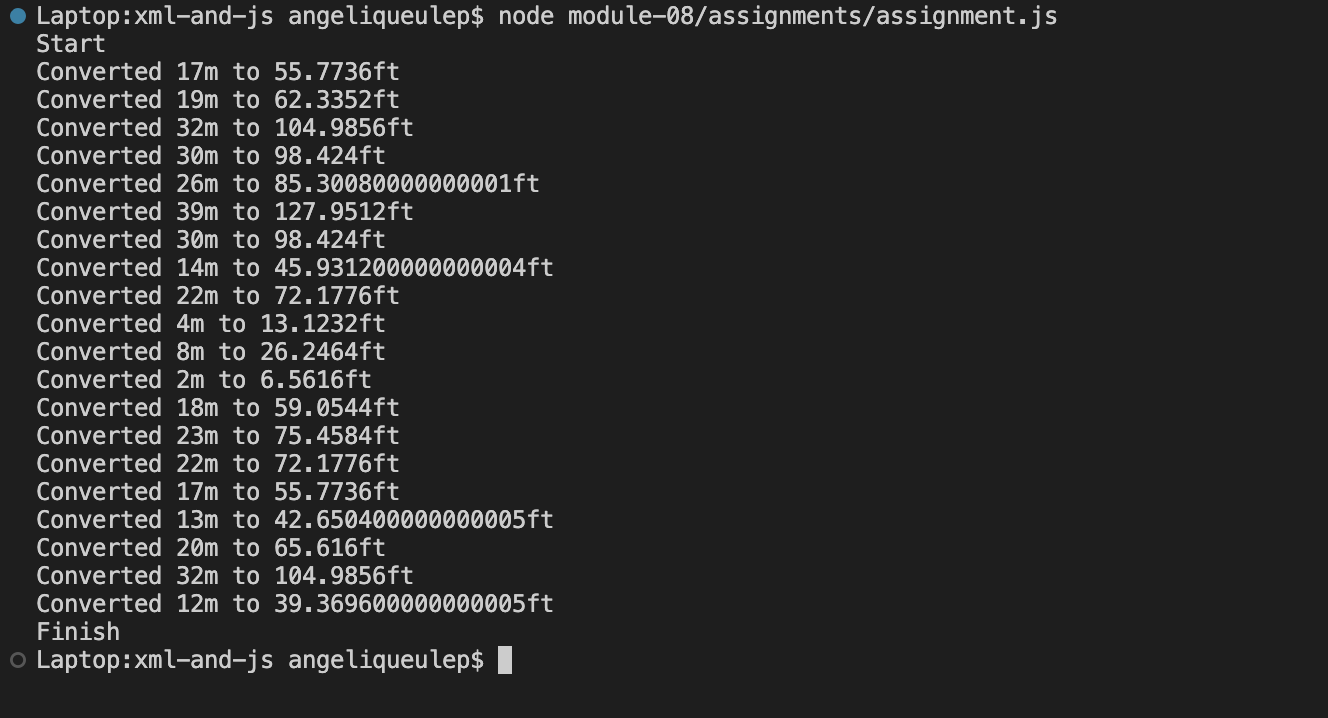 Laptop:xml-and-js angeliqueulep$ node module-08/assignments/assignment.js
Start
Converted 17m to 55.7736ft
Converted 19m to 62.3352ft
Converted 32m to 104.9856ft
Converted 30m to 98.424ft
Converted 26m to 85.30080000000001ft
Converted 39m to 127.9512ft
Converted 30m to 98.424ft
Converted 14m to 45.931200000000004ft
Converted 22m to 72.1776ft
Converted 4m to 13.1232ft
Converted 8m to 26.2464ft
Converted 2m to 6.5616ft
Converted 18m to 59.0544ft
Converted 23m to 75.4584ft
Converted 22m to 72.1776ft
Converted 17m to 55.7736ft
Converted 13m to 42.650400000000005ft
Converted 20m to 65.616ft
Converted 32m to 104.9856ft
Converted 12m to 39.369600000000005ft
Finish
Laptop:xml-and-js angeliqueulep$